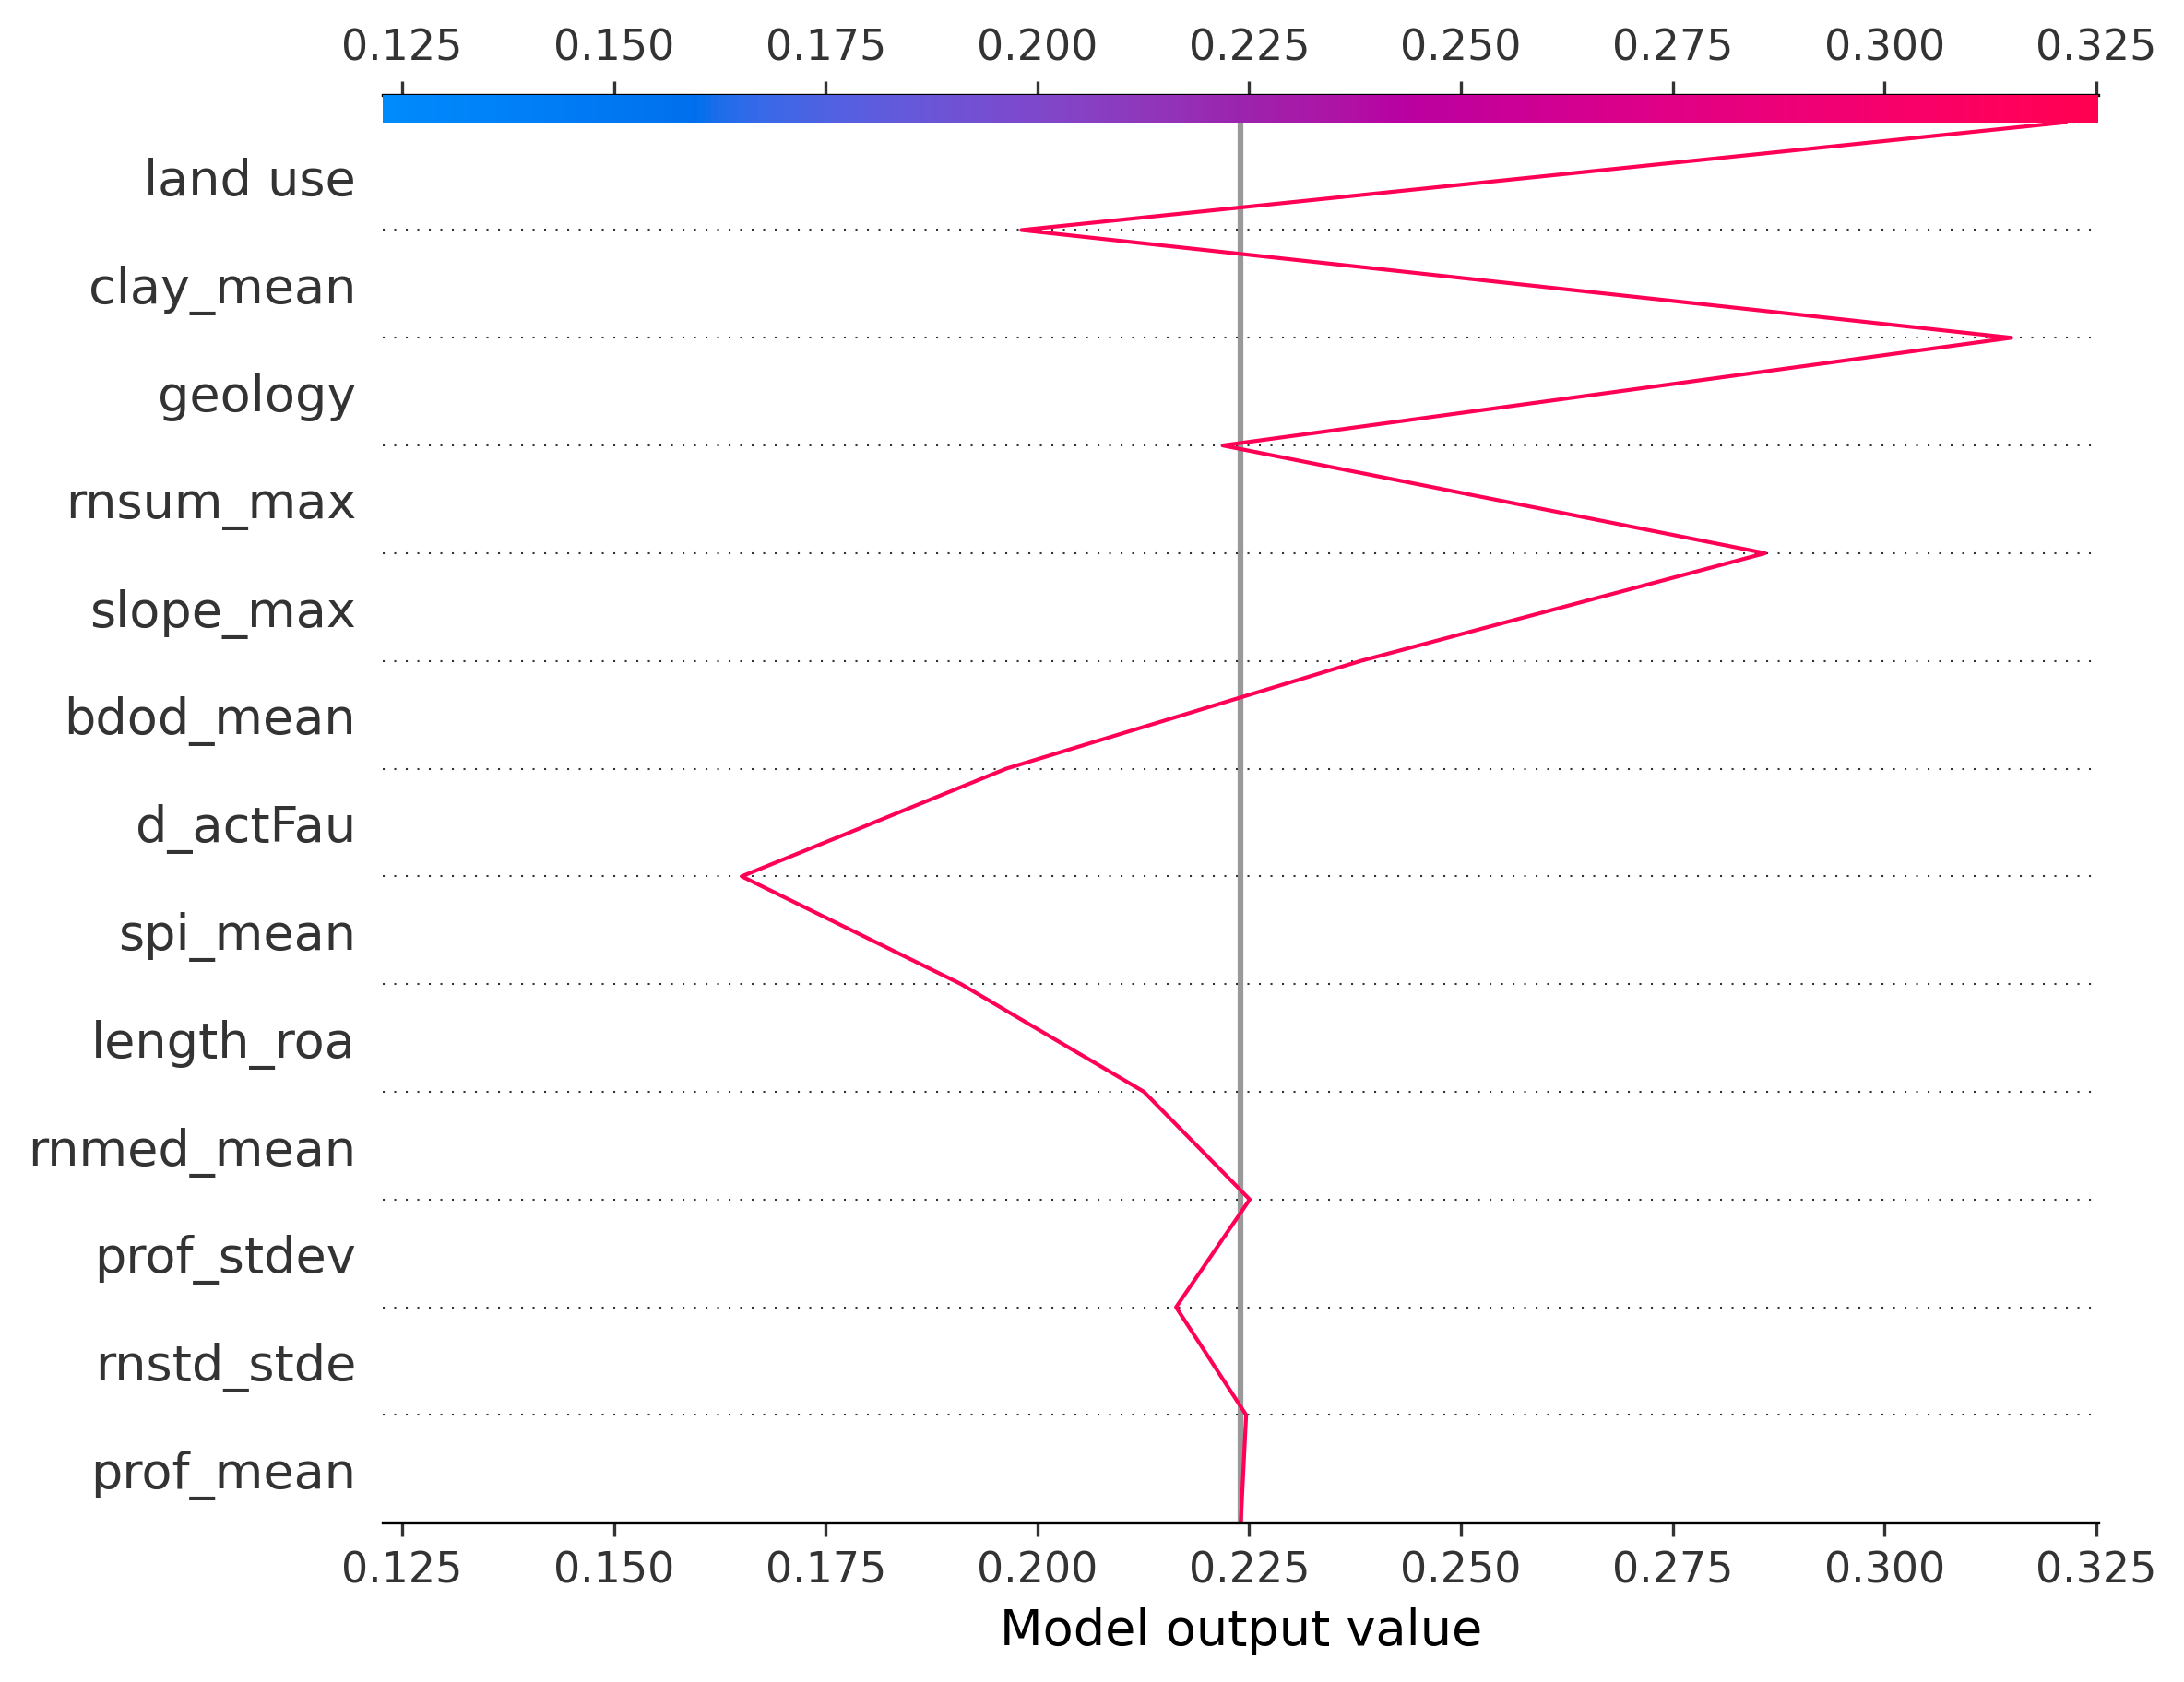 0.125 0.150 0.175 0.200 0.225 0.250 0.275 0.300 0.325
land use
clay_mean
geology
rnsum_max
slope_max
bdod_mean
d_actFau
spi_mean
length_roa
rnmed_mean
prof_stdev
rnstd_stde
prof_mean
0.125 0.150 0.175 0.200 0.225 0.250 0.275 0.300 0.325
Model output value